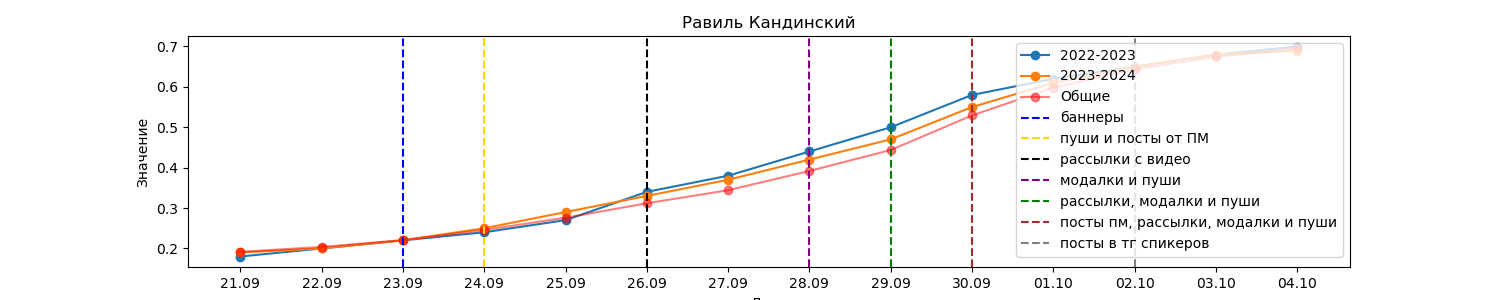 Равиль Кандинский
Значение
0.7
0.6
0.5
0.4
0.3
0.2
21.09 22.09 23.09 24.09 25.09 26.09 27.09 28.09 29.09 30.09 01.10 02.10 03.10 04.10
2022-2023
2023-2024
Общие
баннеры
пуши и посты от ПМ
рассылки с видео
модалки и пуши
рассылки, модалки и пуши
посты пм, рассылки, модалки и пуши
посты в тг спикеров